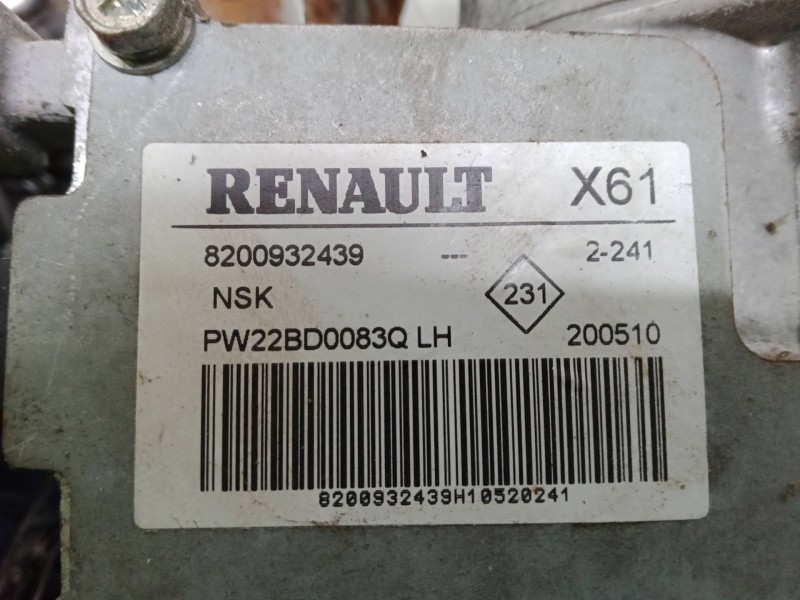 RENAULT X61
8200932439 --- 2-241
NSK 231
PW22BD0083Q LH 200510
8200932439H10520241